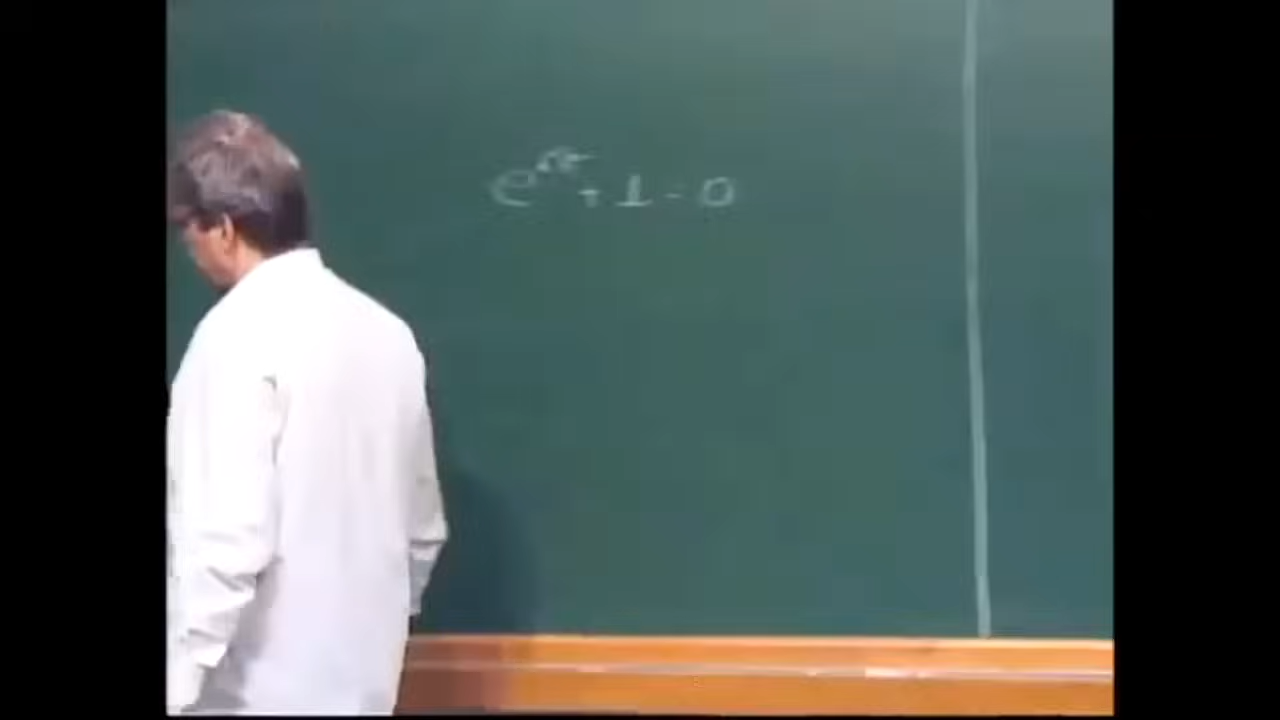 e^{iπ} + 1 = 0